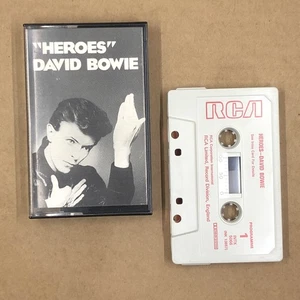 "HEROES"
DAVID BOWIE
RCA
HEROES-DAVID BOWIE
RCA Limited, Record Division, England
1